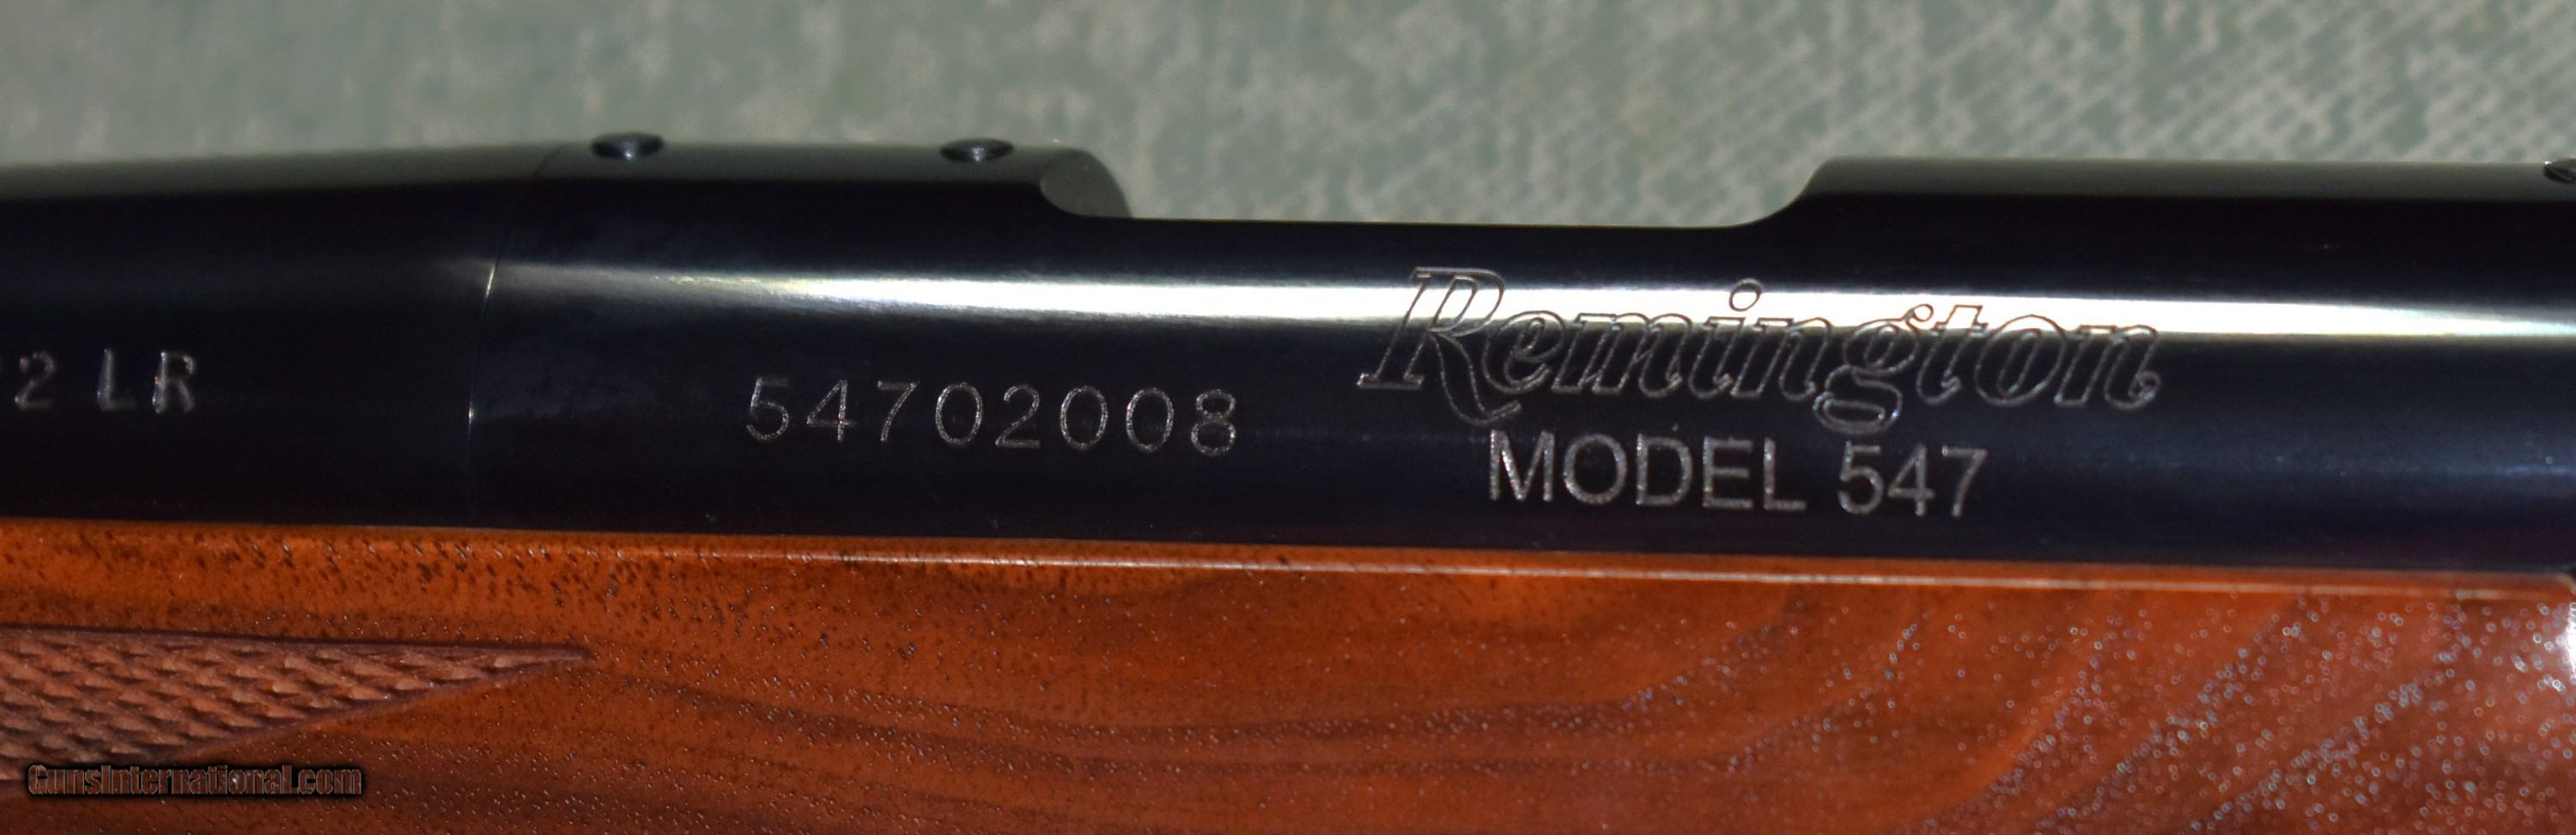 2 LR
54702008
Remington
MODEL 547
GunsInternational.com